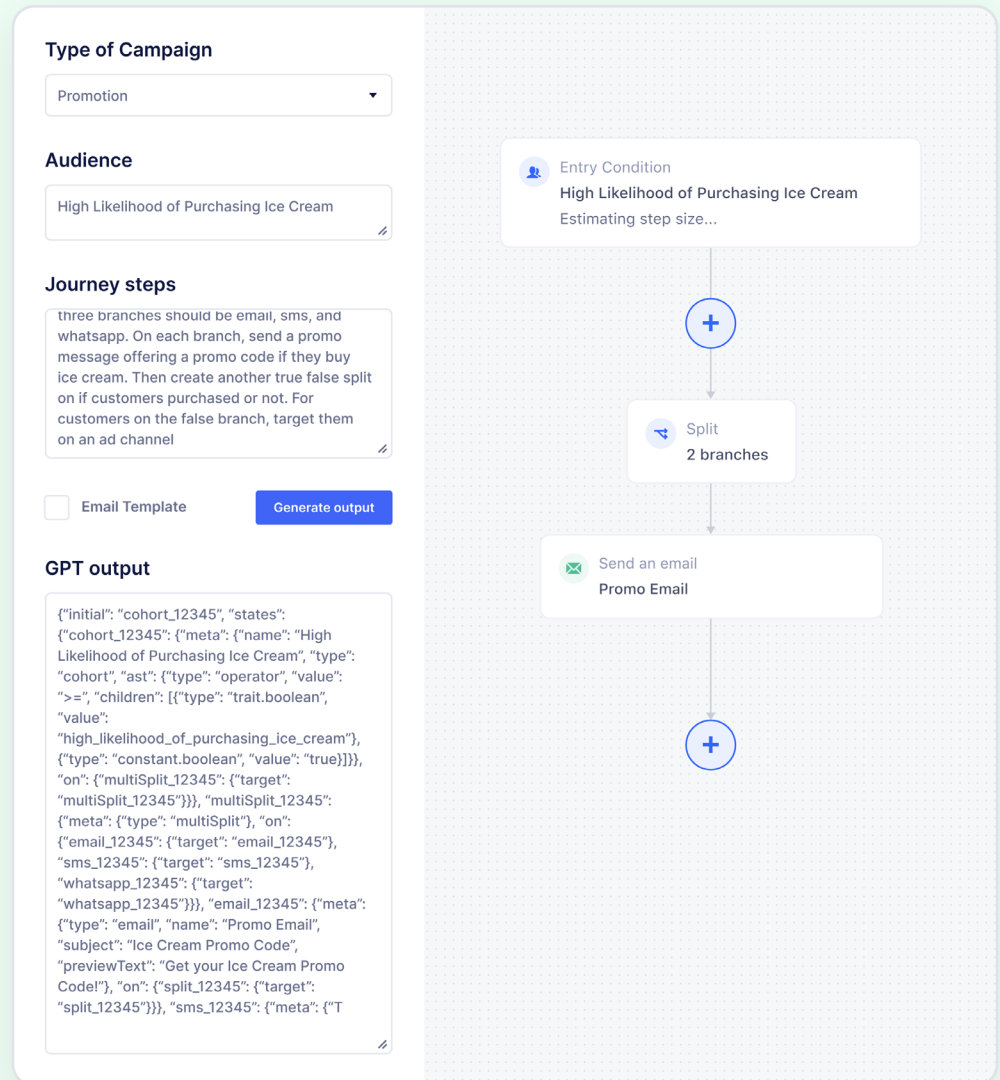 Type of Campaign
Promotion
Audience
High Likelihood of Purchasing Ice Cream
Journey steps
three branches should be email, sms, and
whatsapp. On each branch, send a promo
message offering a promo code if they buy
ice cream. Then create another true false split
on if customers purchased or not. For
customers on the false branch, target them
on an ad channel
Email Template
Generate output
GPT output
{“initial”: “cohort_12345”, “states”:
{“cohort_12345”: {“meta”: {“name”: “High
Likelihood of Purchasing Ice Cream”, “type”:
“cohort”, “ast”: {“type”: “operator”, “value”:
“>=”, “children”: [{“type”: “trait.boolean”,
“value”:
“high_likelihood_of_purchasing_ice_cream”},
{“type”: “constant.boolean”, “value”: “true}]}},
“on”: {“multiSplit_12345”: {“target”:
“multiSplit_12345”}}}, “multiSplit_12345”:
{“meta”: {“type”: “multiSplit”}, “on”:
{“email_12345”: {“target”: “email_12345”},
“sms_12345”: {“target”: “sms_12345”},
“whatsapp_12345”: {“target”:
“whatsapp_12345”}}}, “email_12345”: {“meta”:
{“type”: “email”, “name”: “Promo Email”,
“subject”: “Ice Cream Promo Code”,
“previewText”: “Get your Ice Cream Promo
Code!”}, “on”: {“split_12345”: {“target”:
“split_12345”}}}, “sms_12345”: {“meta”: {“T
Entry Condition
High Likelihood of Purchasing Ice Cream
Estimating step size...
Split
2 branches
Send an email
Promo Email